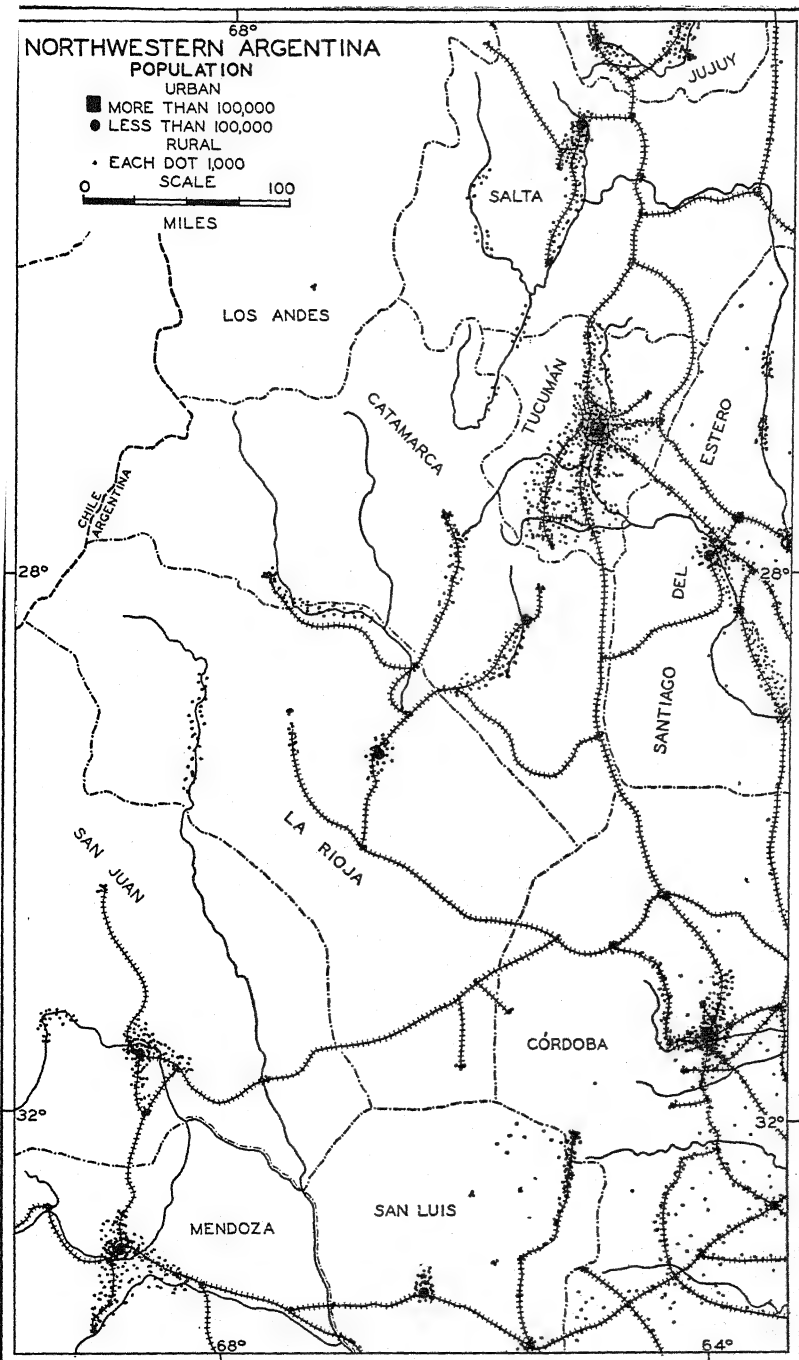 68°
NORTHWESTERN ARGENTINA
POPULATION
URBAN
MORE THAN 100,000
LESS THAN 100,000
RURAL
EACH DOT 1,000
SCALE
0 100
MILES
JUJUY
SALTA
LOS ANDES
TUCUMÁN
CATAMARCA
ESTERO
CHILE
ARGENTINA
28°
28°
DEL
SANTIAGO
LA RIOJA
SAN JUAN
CÓRDOBA
32°
32°
SAN LUIS
MENDOZA
68°
64°